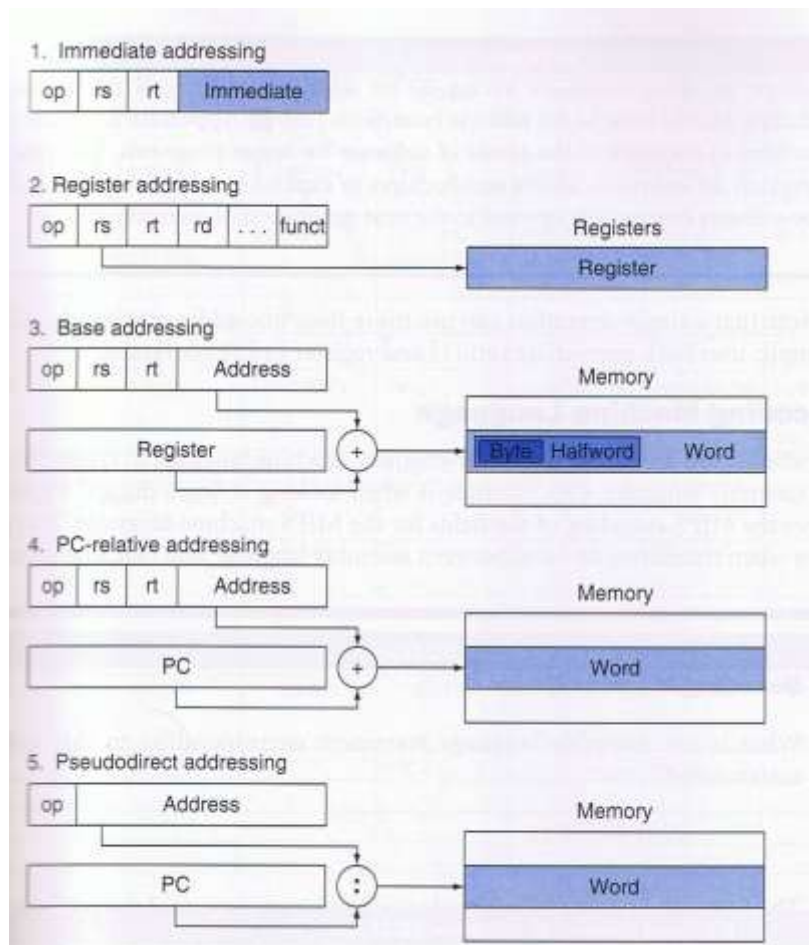 1. Immediate addressing
op rs rt Immediate
2. Register addressing
op rs rt rd . . . funct
Registers
Register
3. Base addressing
op rs rt Address
Memory
Register + Byte Halfword Word
4. PC-relative addressing
op rs rt Address
Memory
PC + Word
5. Pseudodirect addressing
op Address
Memory
PC : Word